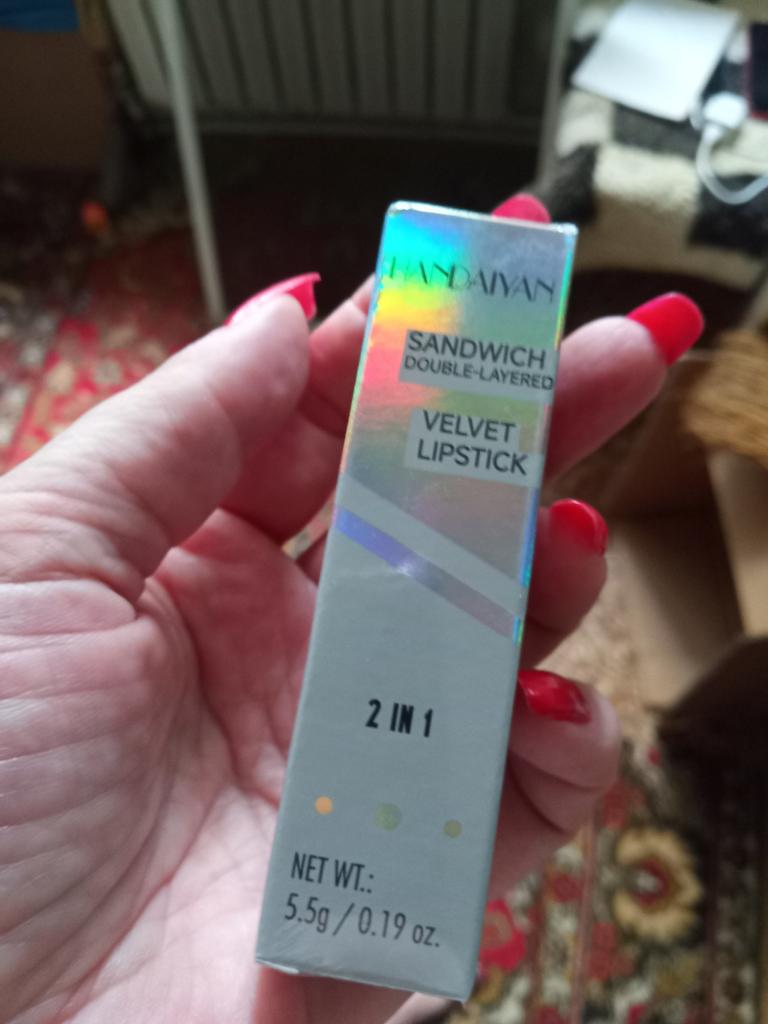 HANDAIYAN
SANDWICH
DOUBLE-LAYERED
VELVET
LIPSTICK
2 IN 1
NET WT.:
5.5g / 0.19 oz.